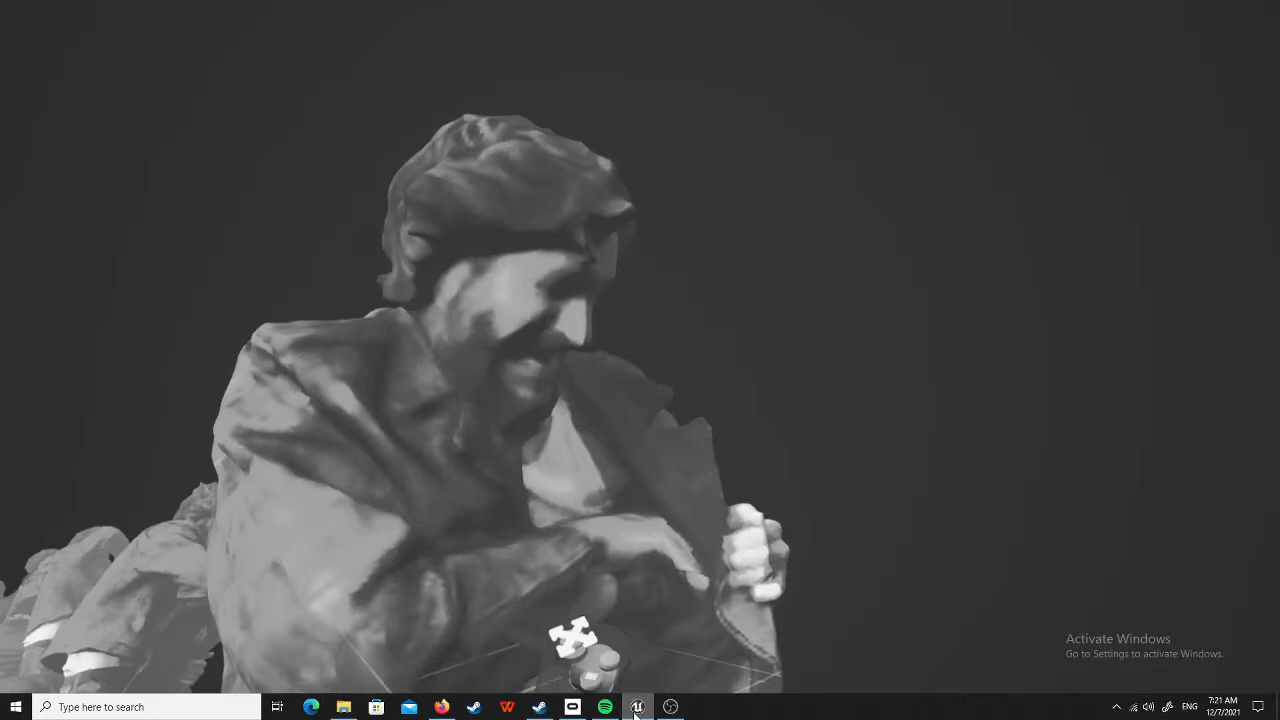 Activate Windows
Go to Settings to activate Windows.
Type here to search
ENG
7:21 AM
12/7/2021